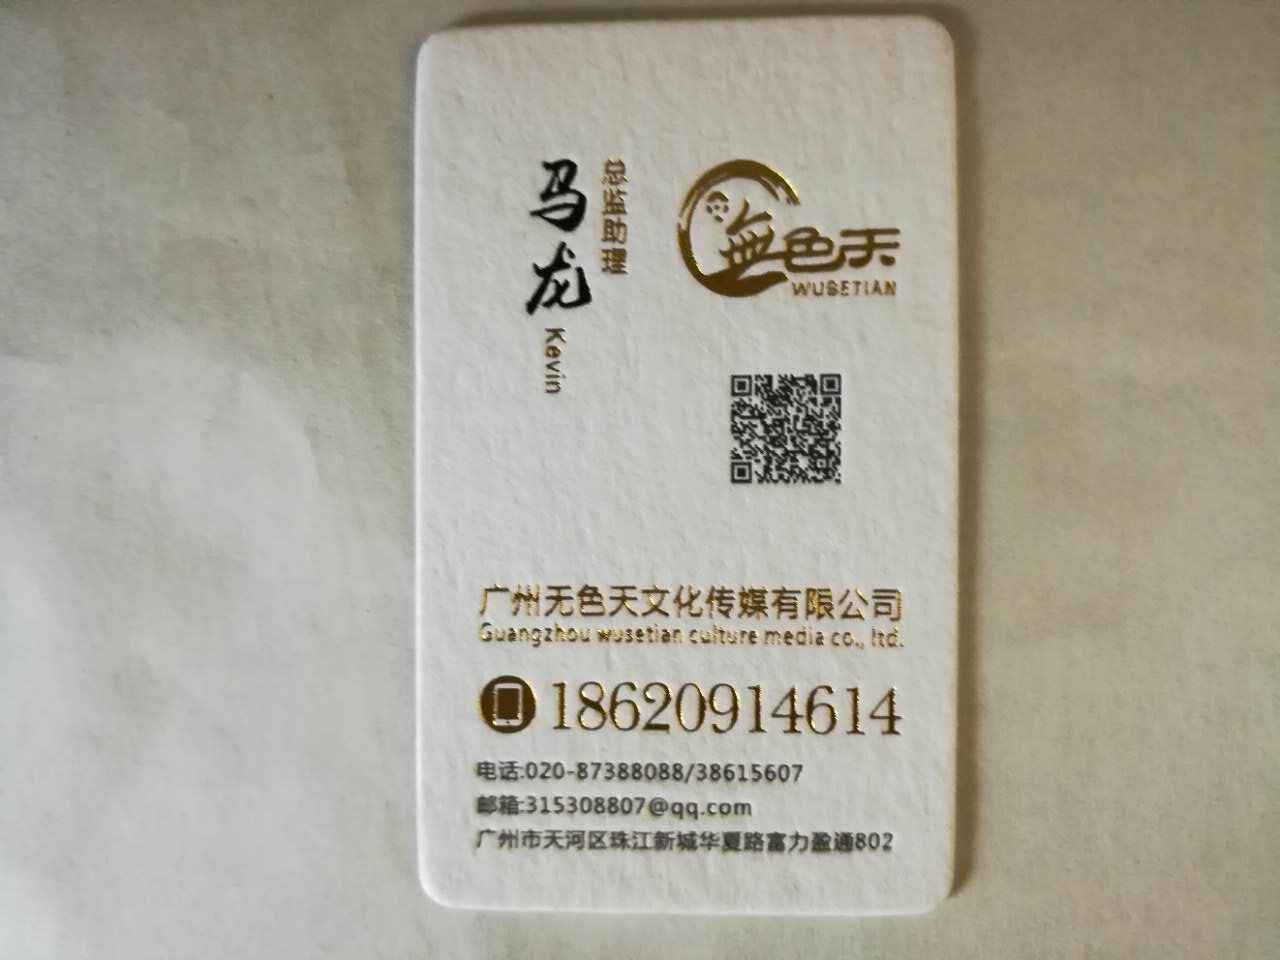 總监助理
马龙
Kevin
無色天
WUSETIAN
广州无色天文化传媒有限公司
Guangzhou wusetian culture media co., ltd.
18620914614
电话:020-87388088/38615607
邮箱:315308807@qq.com
广州市天河区珠江新城华夏路富力盈通802